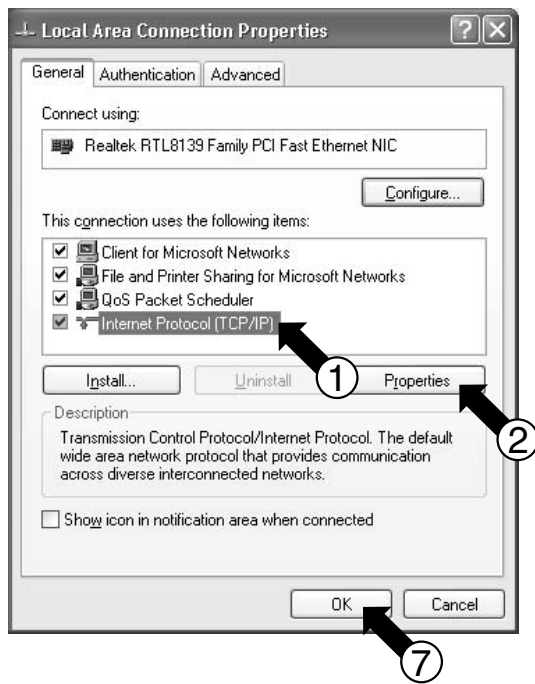 Local Area Connection Properties
General Authentication Advanced
Connect using:
Realtek RTL8139 Family PCI Fast Ethernet NIC
Configure...
This connection uses the following items:
Client for Microsoft Networks
File and Printer Sharing for Microsoft Networks
QoS Packet Scheduler
Internet Protocol (TCP/IP)
1
Install... Uninstall Properties
2
Description
Transmission Control Protocol/Internet Protocol. The default
wide area network protocol that provides communication
across diverse interconnected networks.
Show icon in notification area when connected
OK Cancel
7